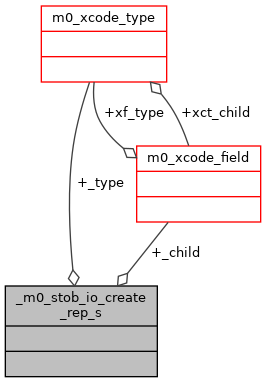 m0_xcode_type
+xf_type
+xct_child
m0_xcode_field
+_type
+_child
_m0_stob_io_create
_rep_s